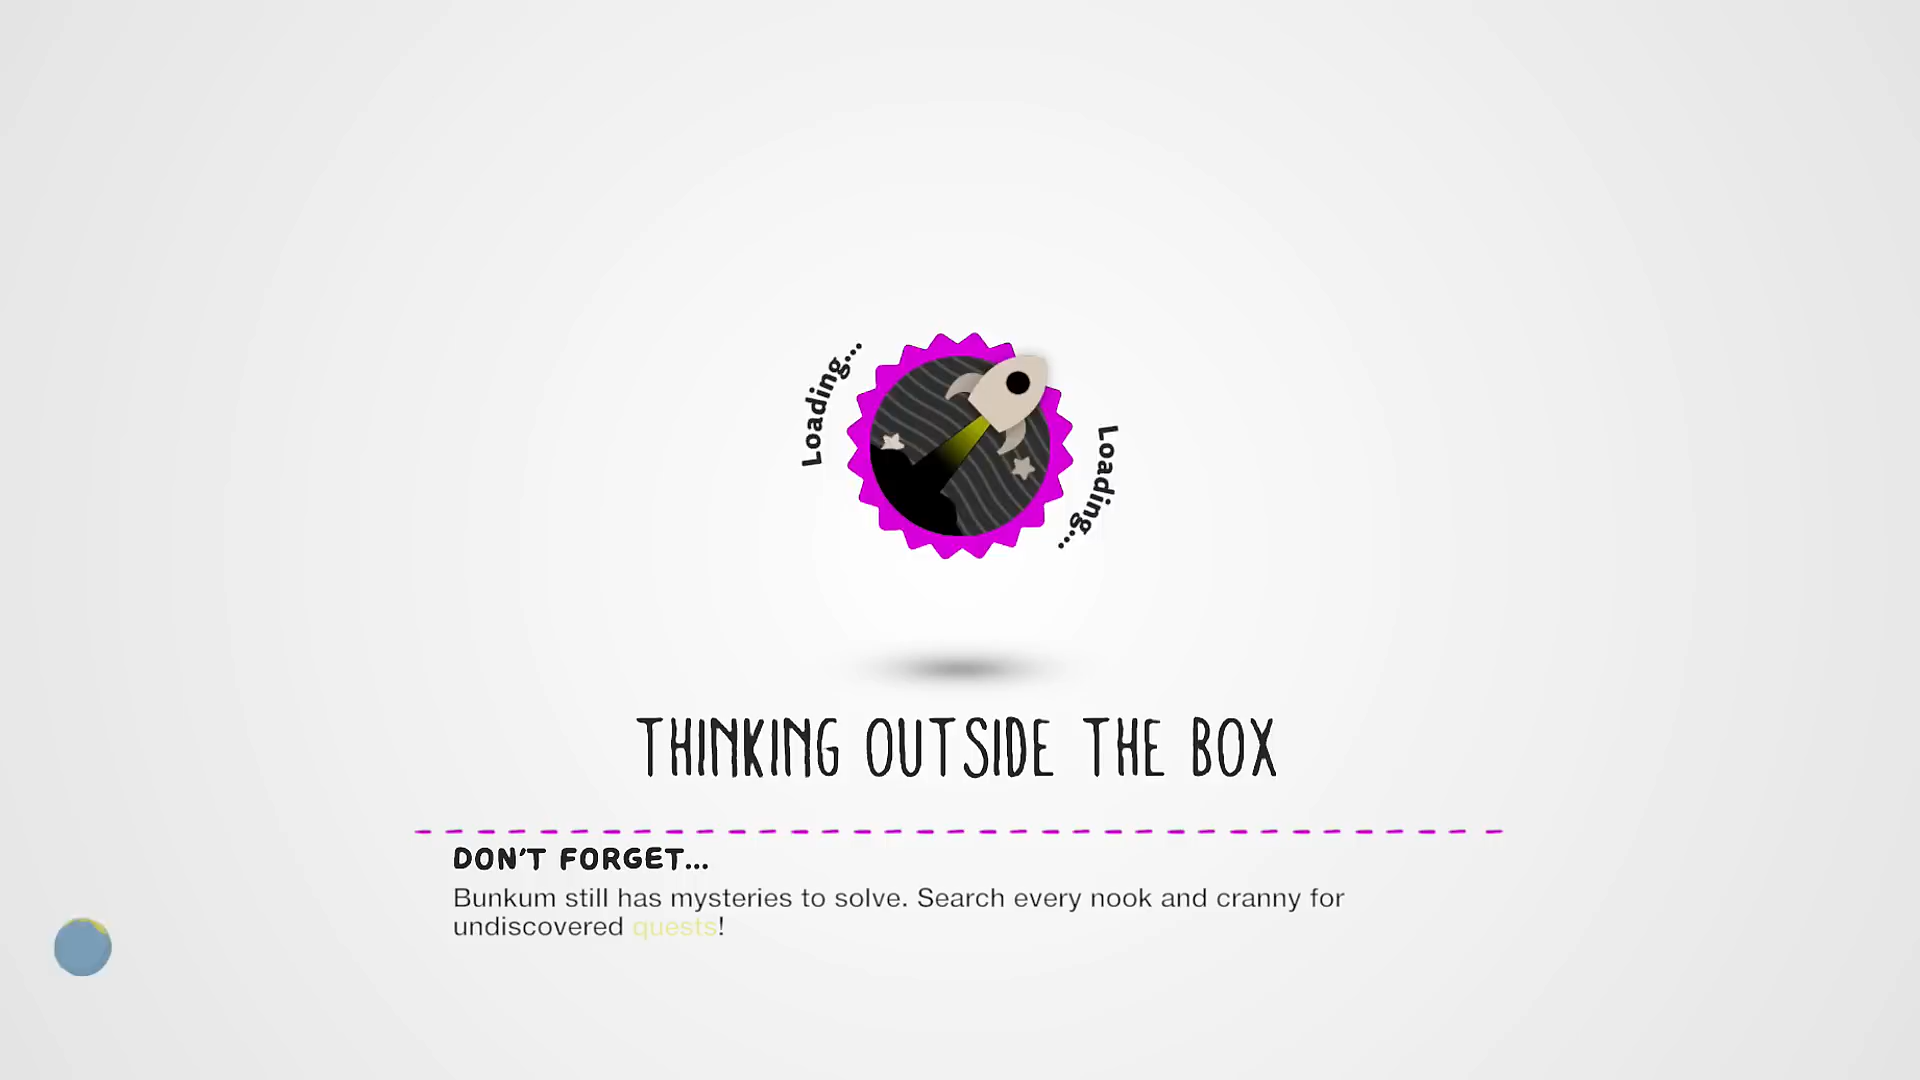 Loading...
Loading...
THINKING OUTSIDE THE BOX
DON'T FORGET...
Bunkum still has mysteries to solve. Search every nook and cranny for
undiscovered quests!